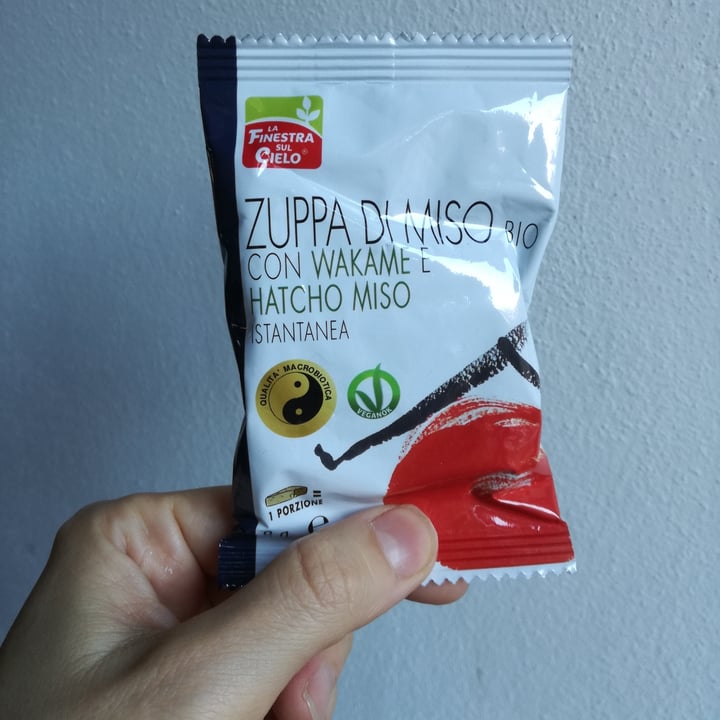 LA
FINESTRA
SUL
CIELO®
ZUPPA DI MISO BIO
CON WAKAME E
HATCHO MISO
ISTANTANEA
QUALITA' MACROBIOTICA
VEGANOK
1 PORZIONE =